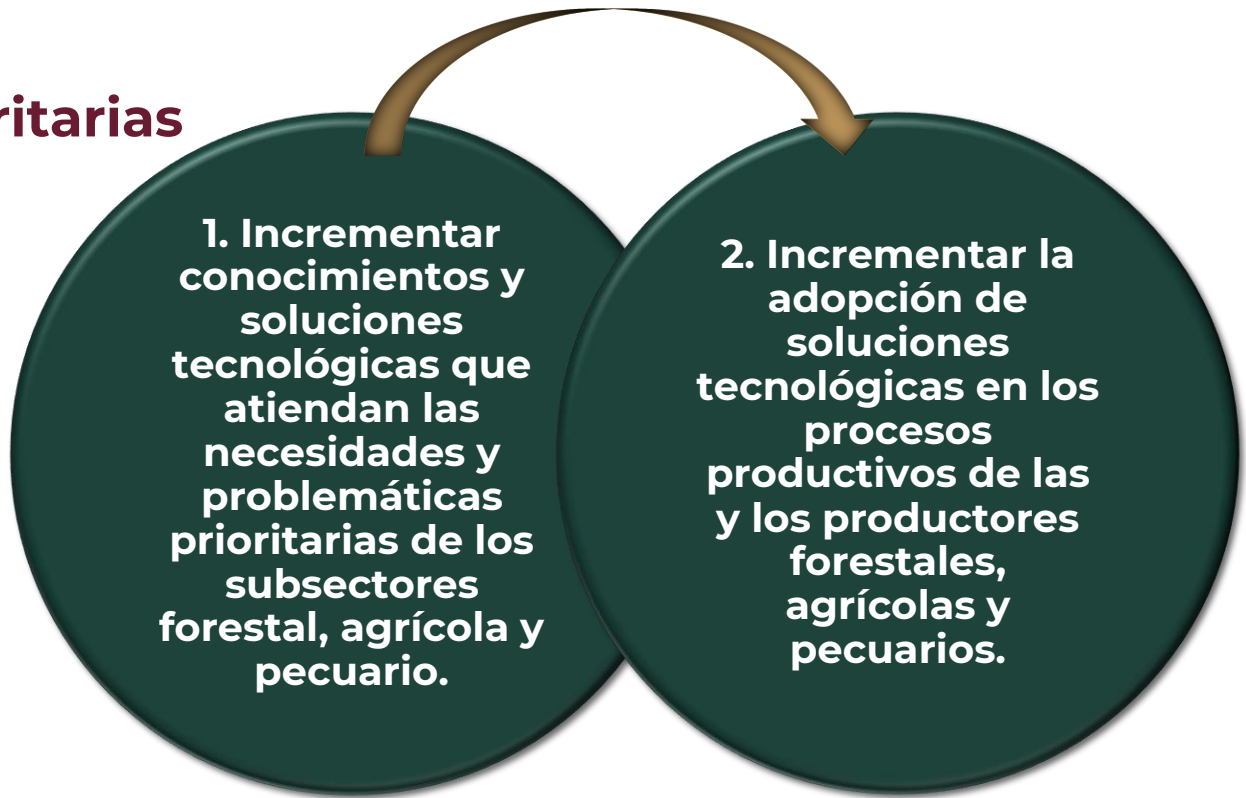 ritarias
1. Incrementar
conocimientos y
soluciones
tecnológicas que
atiendan las
necesidades y
problemáticas
prioritarias de los
subsectores
forestal, agrícola y
pecuario.
2. Incrementar la
adopción de
soluciones
tecnológicas en los
procesos
productivos de las
y los productores
forestales,
agrícolas y
pecuarios.